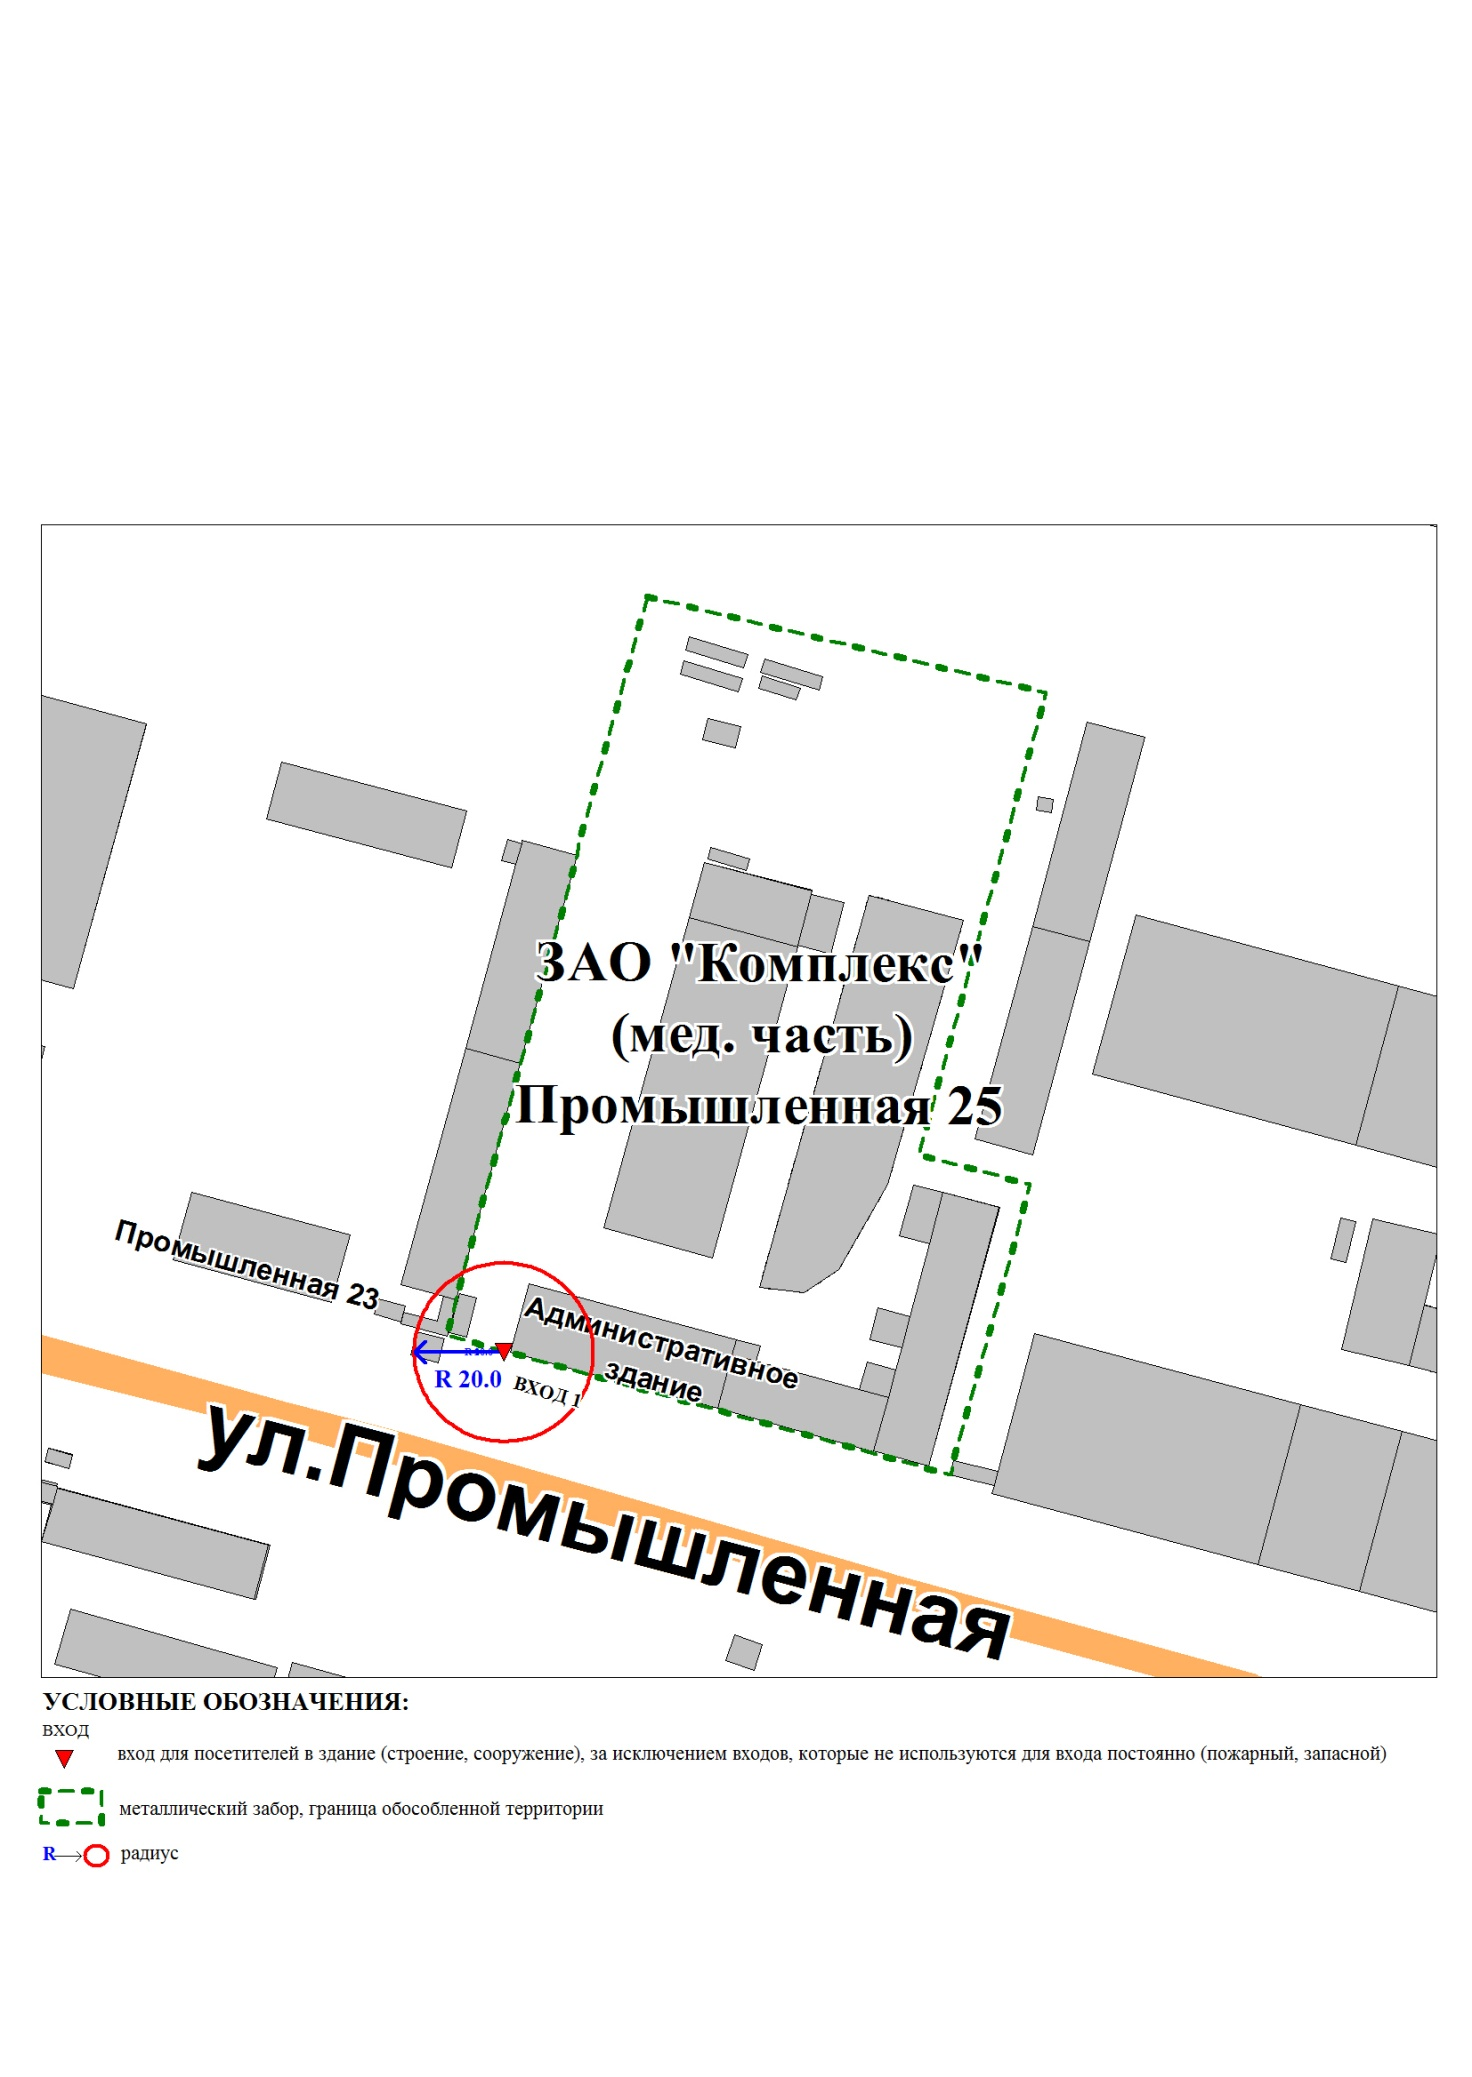 ЗАО "Комплекс"
(мед. часть)
Промышленная 25
Промышленная 23
Административное
здание
R 20.0
ВХОД 1
ул.Промышленная
УСЛОВНЫЕ ОБОЗНАЧЕНИЯ:
ВХОД
вход для посетителей в здание (строение, сооружение), за исключением входов, которые не используются для входа постоянно (пожарный, запасной)
металлический забор, граница обособленной территории
R радиус